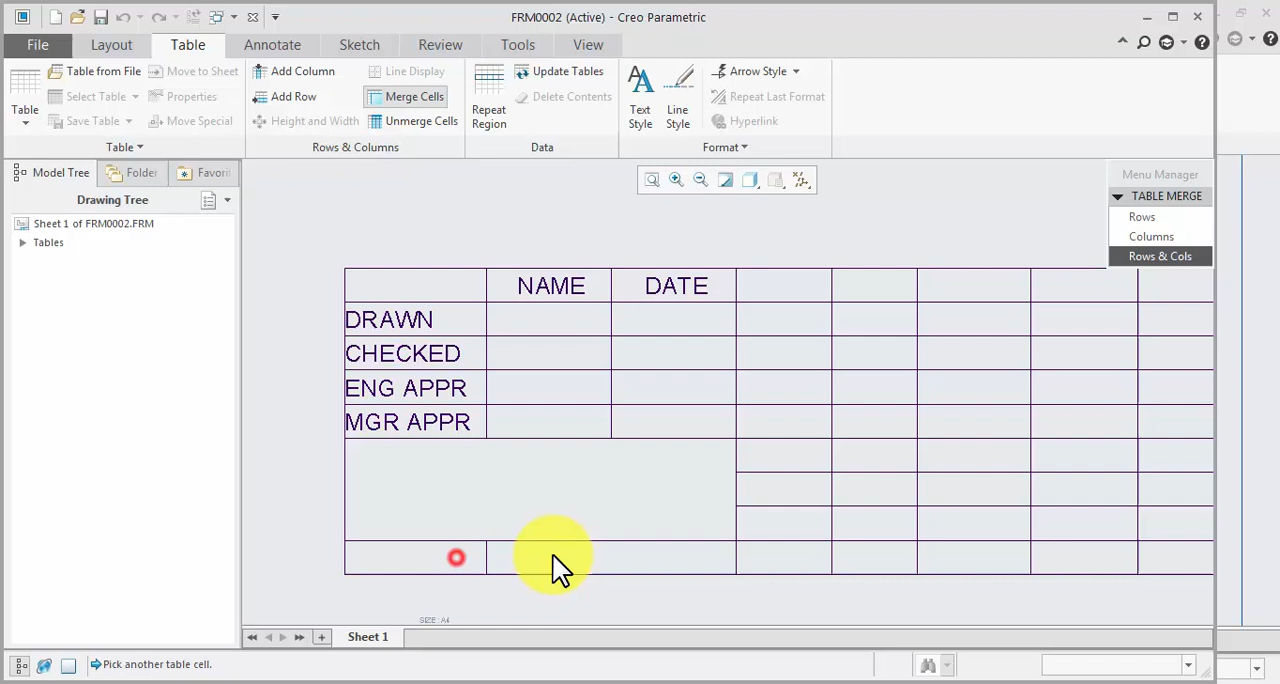 FRM0002 (Active) - Creo Parametric
File
Layout
Table
Annotate
Sketch
Review
Tools
View
Table
Table from File
Move to Sheet
Select Table
Properties
Save Table
Move Special
Table
Add Column
Line Display
Add Row
Merge Cells
Height and Width
Unmerge Cells
Rows & Columns
Repeat Region
Update Tables
Delete Contents
Data
Text Style
Line Style
Arrow Style
Repeat Last Format
Hyperlink
Format
Model Tree
Folder
Favori
Drawing Tree
Sheet 1 of FRM0002.FRM
Tables
Menu Manager
TABLE MERGE
Rows
Columns
Rows & Cols
NAME DATE
DRAWN
CHECKED
ENG APPR
MGR APPR
SIZE : A4
Sheet 1
Pick another table cell.